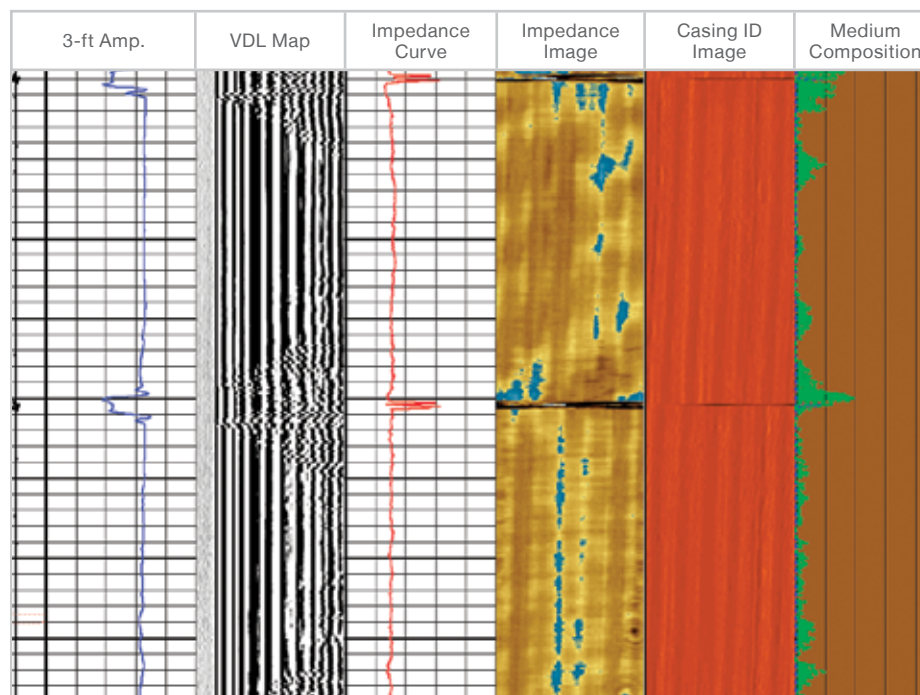 3-ft Amp.
VDL Map
Impedance
Curve
Impedance
Image
Casing ID
Image
Medium
Composition